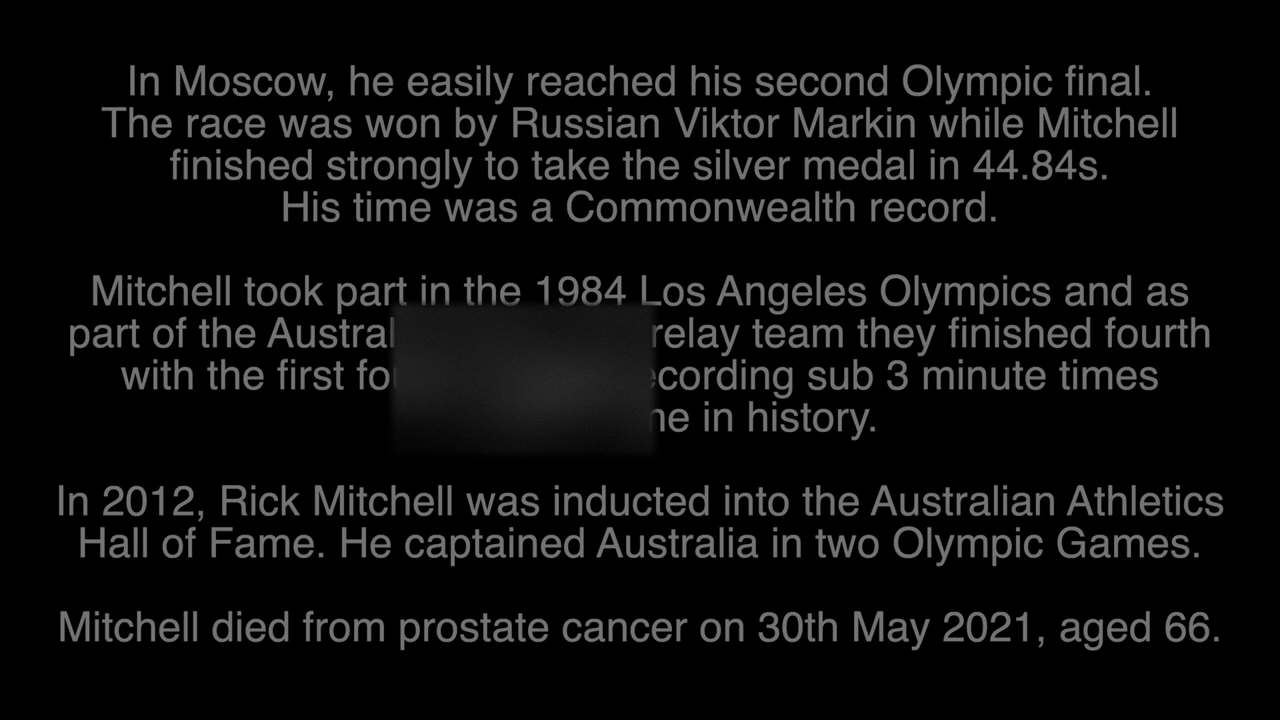 In Moscow, he easily reached his second Olympic final.
The race was won by Russian Viktor Markin while Mitchell
finished strongly to take the silver medal in 44.84s.
His time was a Commonwealth record.
Mitchell took part in the 1984 Los Angeles Olympics and as
part of the relay team they finished fourth
with the first sub 3 minute times
in history.
In 2012, Rick Mitchell was inducted into the Australian Athletics
Hall of Fame. He captained Australia in two Olympic Games.
Mitchell died from prostate cancer on 30th May 2021, aged 66.